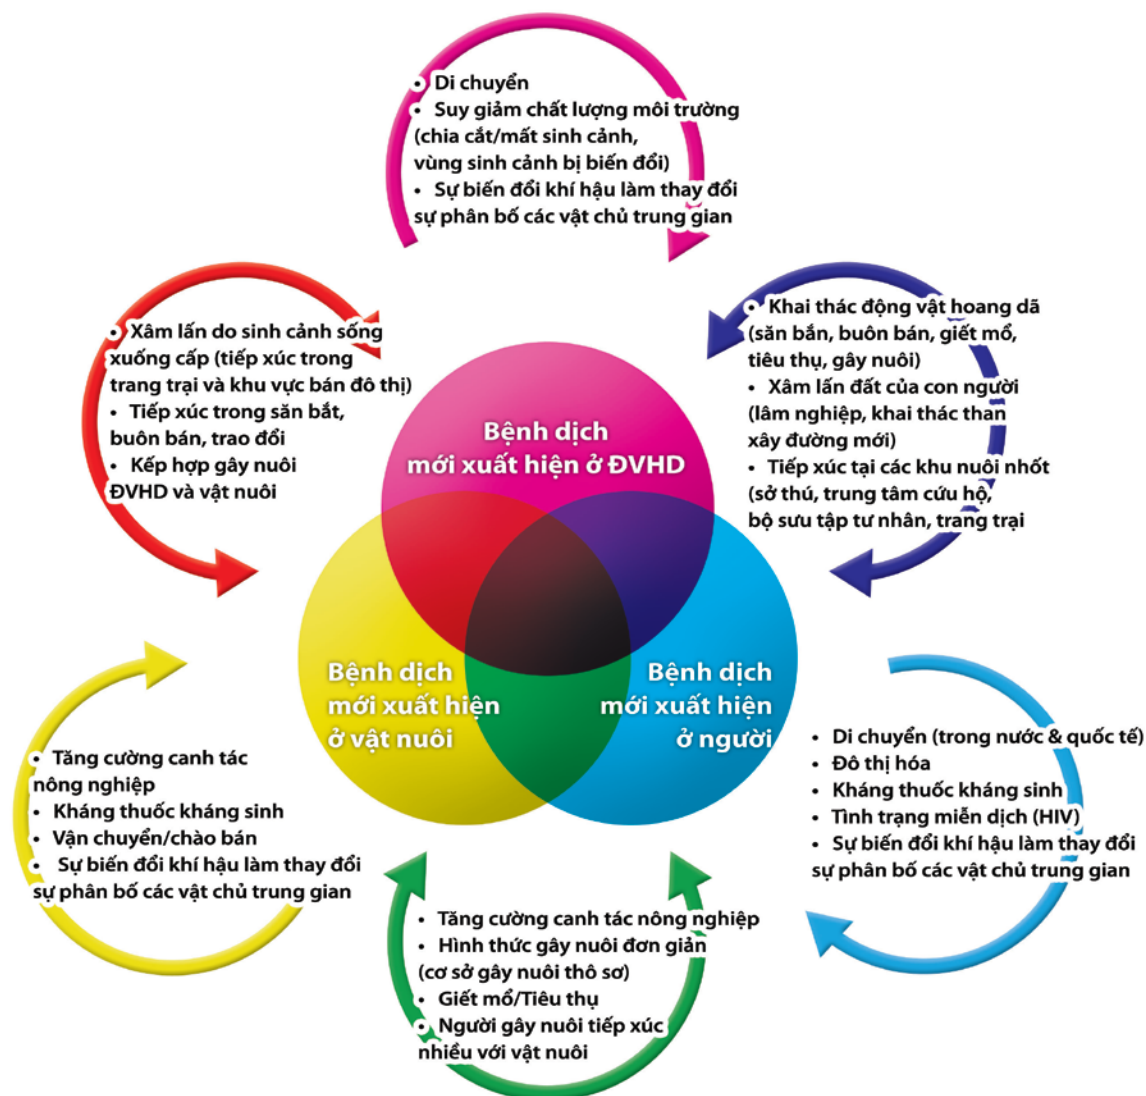 • Di chuyển
• Suy giảm chất lượng môi trường
(chia cắt/mất sinh cảnh,
vùng sinh cảnh bị biến đổi)
• Sự biến đổi khí hậu làm thay đổi
sự phân bố các vật chủ trung gian
• Xâm lấn do sinh cảnh sống
xuống cấp (tiếp xúc trong
trang trại và khu vực bán đô thị)
• Tiếp xúc trong săn bắt,
buôn bán, trao đổi
• Kếp hợp gây nuôi
ĐVHD và vật nuôi
• Khai thác động vật hoang dã
(săn bắn, buôn bán, giết mổ,
tiêu thụ, gây nuôi)
• Xâm lấn đất của con người
(lâm nghiệp, khai thác than
xây đường mới)
• Tiếp xúc tại các khu nuôi nhốt
(sở thú, trung tâm cứu hộ,
bộ sưu tập tư nhân, trang trại
Bệnh dịch
mới xuất hiện ở ĐVHD
Bệnh dịch
mới xuất hiện
ở vật nuôi
Bệnh dịch
mới xuất hiện
ở người
• Tăng cường canh tác
nông nghiệp
• Kháng thuốc kháng sinh
• Vận chuyển/chào bán
• Sự biến đổi khí hậu làm thay đổi
sự phân bố các vật chủ trung gian
• Di chuyển (trong nước & quốc tế)
• Đô thị hóa
• Kháng thuốc kháng sinh
• Tình trạng miễn dịch (HIV)
• Sự biến đổi khí hậu làm thay đổi
sự phân bố các vật chủ trung gian
• Tăng cường canh tác nông nghiệp
• Hình thức gây nuôi đơn giản
(cơ sở gây nuôi thô sơ)
• Giết mổ/Tiêu thụ
• Người gây nuôi tiếp xúc
nhiều với vật nuôi